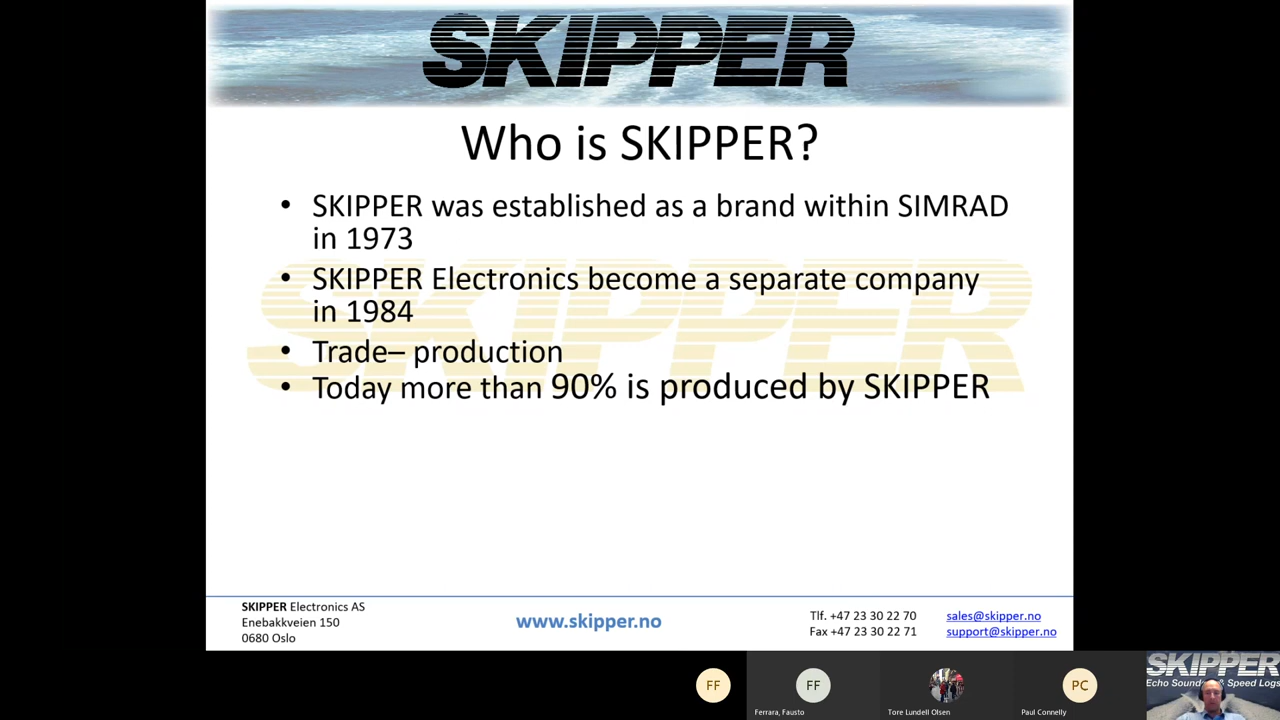 SKIPPER
Who is SKIPPER?
• SKIPPER was established as a brand within SIMRAD
in 1973
• SKIPPER Electronics become a separate company
in 1984
• Trade– production
• Today more than 90% is produced by SKIPPER
SKIPPER
SKIPPER Electronics AS
Enebakkveien 150
0680 Oslo
www.skipper.no
Tlf. +47 23 30 22 70
Fax +47 23 30 22 71
sales@skipper.no
support@skipper.no
FF
FF
Ferrara, Fausto
Tore Lundell Olsen
PC
Paul Connelly
SKIPPER
Echo Sound & Speed Logs